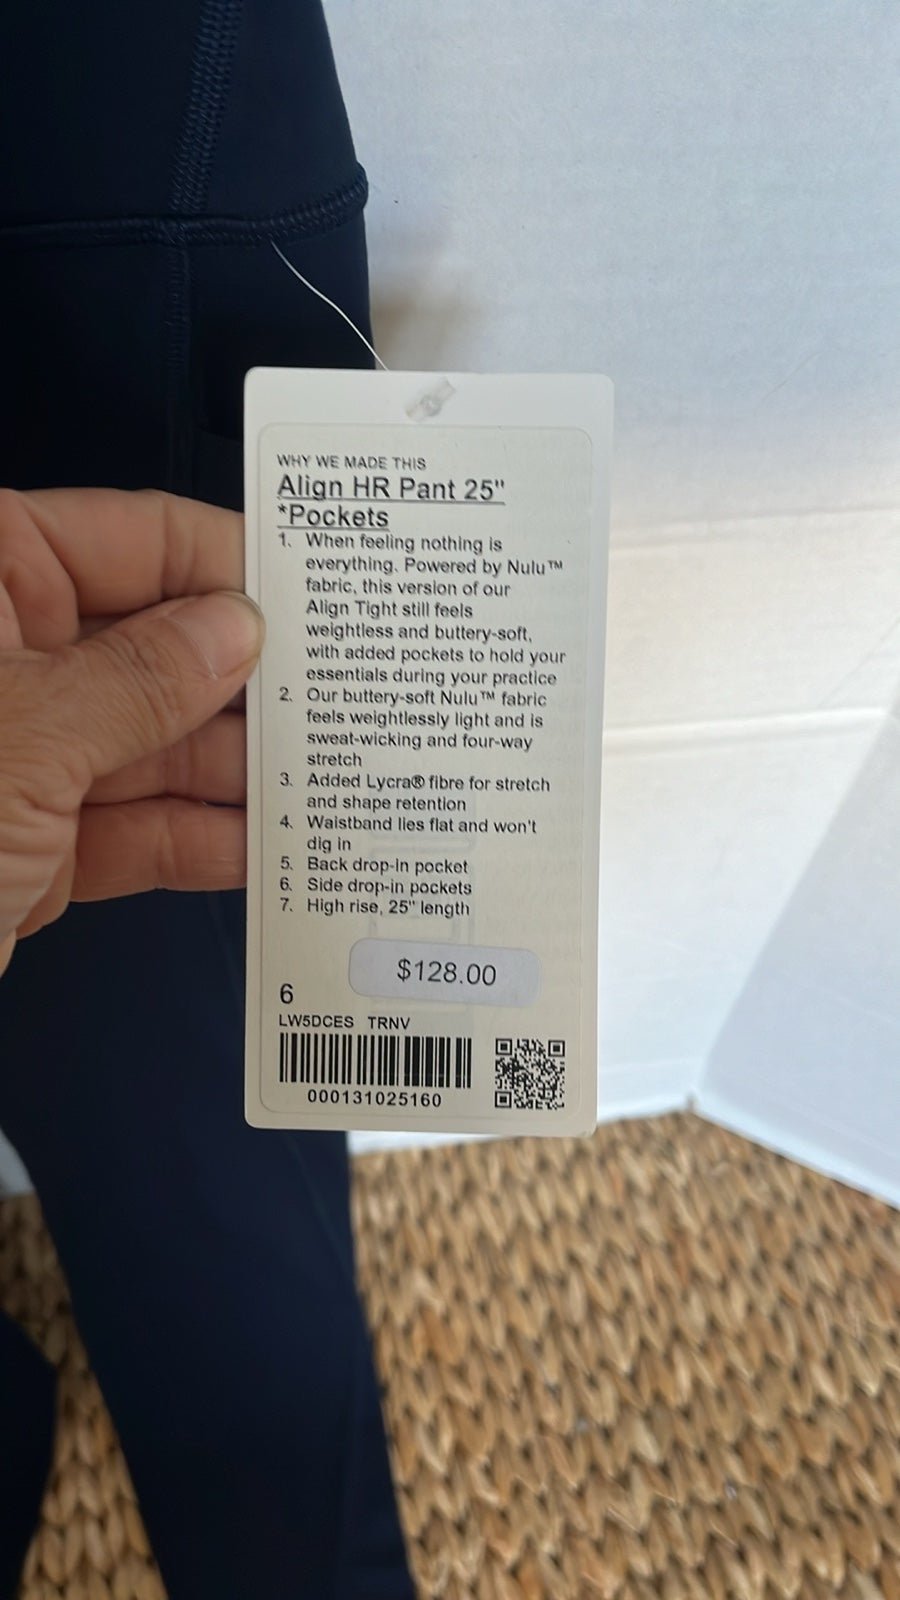 WHY WE MADE THIS
Align HR Pant 25"
*Pockets
1. When feeling nothing is
everything. Powered by Nulu™
fabric, this version of our
Align Tight still feels
weightless and buttery-soft,
with added pockets to hold your
essentials during your practice
2. Our buttery-soft Nulu™ fabric
feels weightlessly light and is
sweat-wicking and four-way
stretch
3. Added Lycra® fibre for stretch
and shape retention
4. Waistband lies flat and won't
dig in
5. Back drop-in pocket
6. Side drop-in pockets
7. High rise, 25" length
$128.00
6
LW5DCES TRNV
000131025160